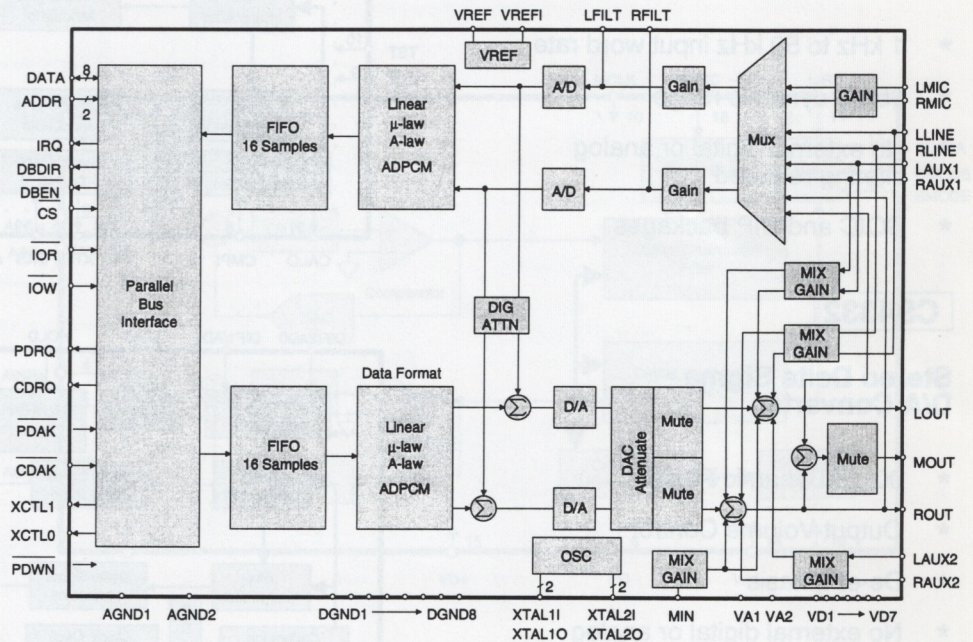 VREF VREFI LFILT RFILT
VREF
DATA
8
ADDR
2
IRQ
DBDIR
DBEN
CS
IOR
IOW
PDRQ
CDRQ
PDAK
CDAK
XCTL1
XCTL0
PDWN
Parallel
Bus
Interface
FIFO
16 Samples
Linear
μ-law
A-law
ADPCM
A/D
Gain
A/D
Gain
Mux
GAIN
LMIC
RMIC
LLINE
RLINE
LAUX1
RAUX1
MIX
GAIN
MIX
GAIN
DIG
ATTN
Data Format
FIFO
16 Samples
Linear
μ-law
A-law
ADPCM
Σ
D/A
Σ
D/A
DAC
Attenuate
Mute
Mute
Σ
Σ
Σ
Mute
LOUT
MOUT
ROUT
LAUX2
RAUX2
OSC
2
2
MIX
GAIN
MIX
GAIN
AGND1 AGND2 DGND1 DGND8 XTAL1I XTAL2I MIN VA1 VA2 VD1 VD7
XTAL1O XTAL2O